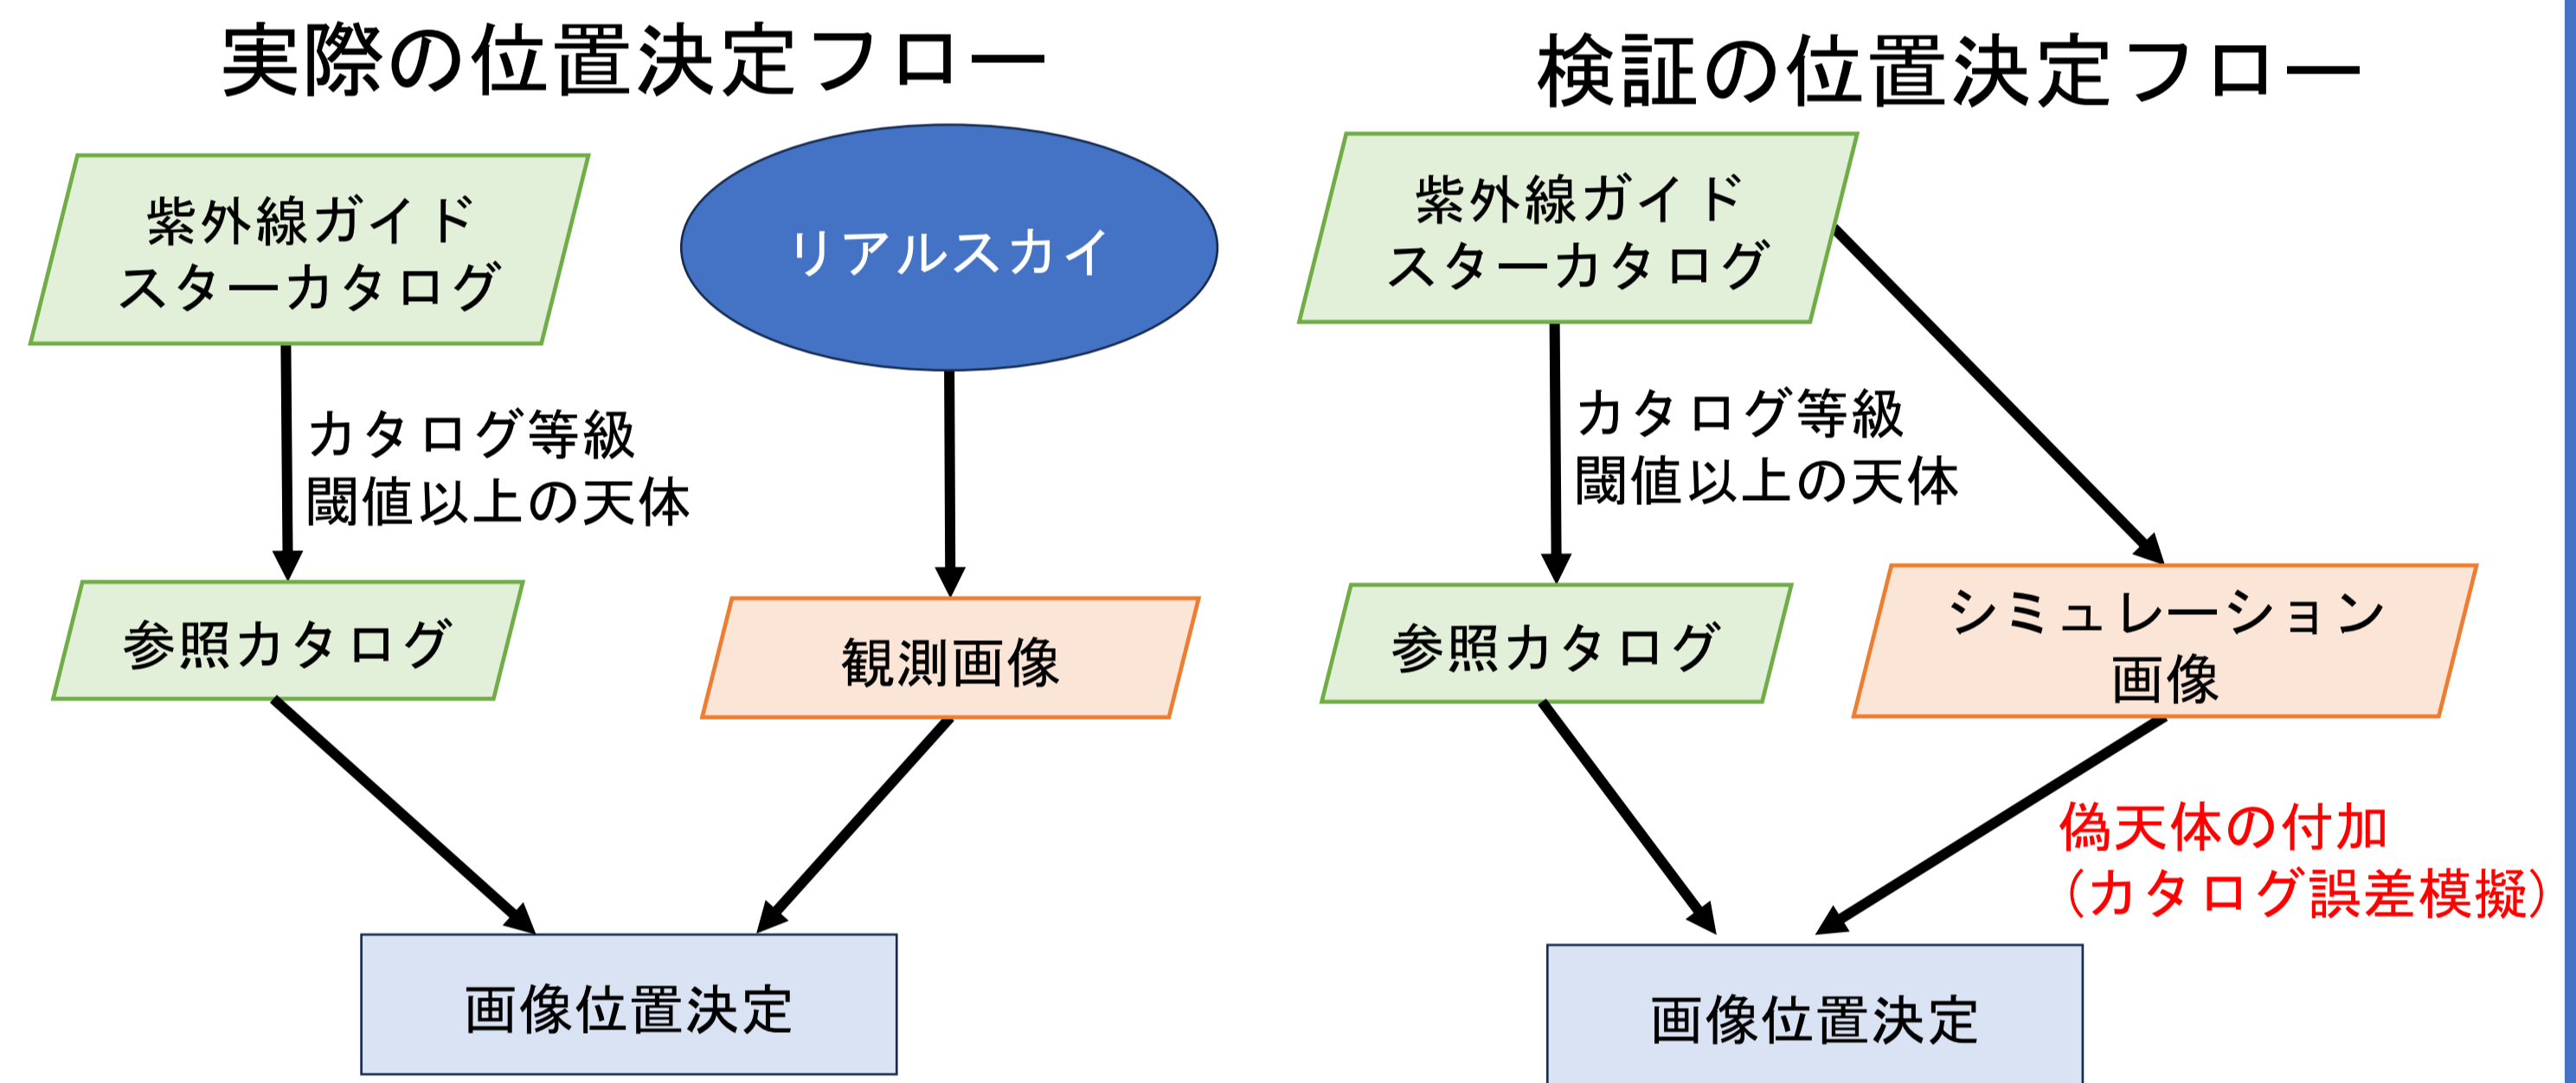 実際の位置決定フロー
紫外線ガイド
スターカタログ
リアルスカイ
カタログ等級
閾値以上の天体
参照カタログ
観測画像
画像位置決定
検証の位置決定フロー
紫外線ガイド
スターカタログ
カタログ等級
閾値以上の天体
参照カタログ
シミュレーション
画像
偽天体の付加
（カタログ誤差模擬）
画像位置決定